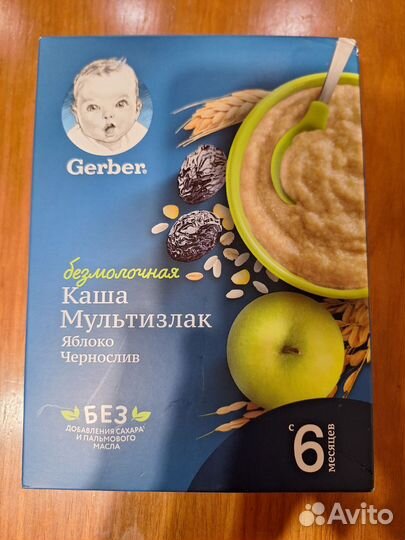 Gerber®
безмолочная
Каша
Мультизлак
Яблоко
Чернослив
БЕЗ
ДОБАВЛЕНИЯ САХАРА
И ПАЛЬМОВОГО
МАСЛА
с 6 месяцев
Avito